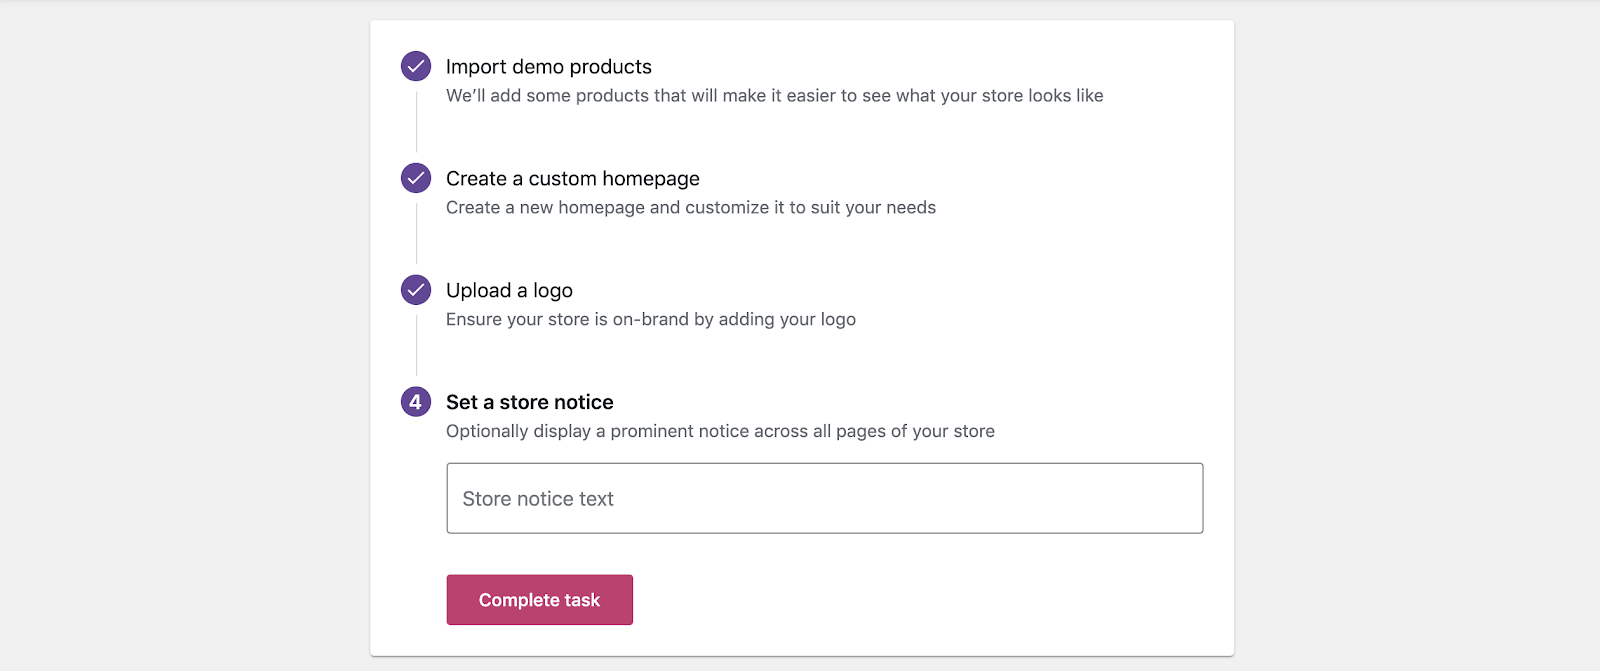 Import demo products
We’ll add some products that will make it easier to see what your store looks like
Create a custom homepage
Create a new homepage and customize it to suit your needs
Upload a logo
Ensure your store is on-brand by adding your logo
4 Set a store notice
Optionally display a prominent notice across all pages of your store
Store notice text
Complete task